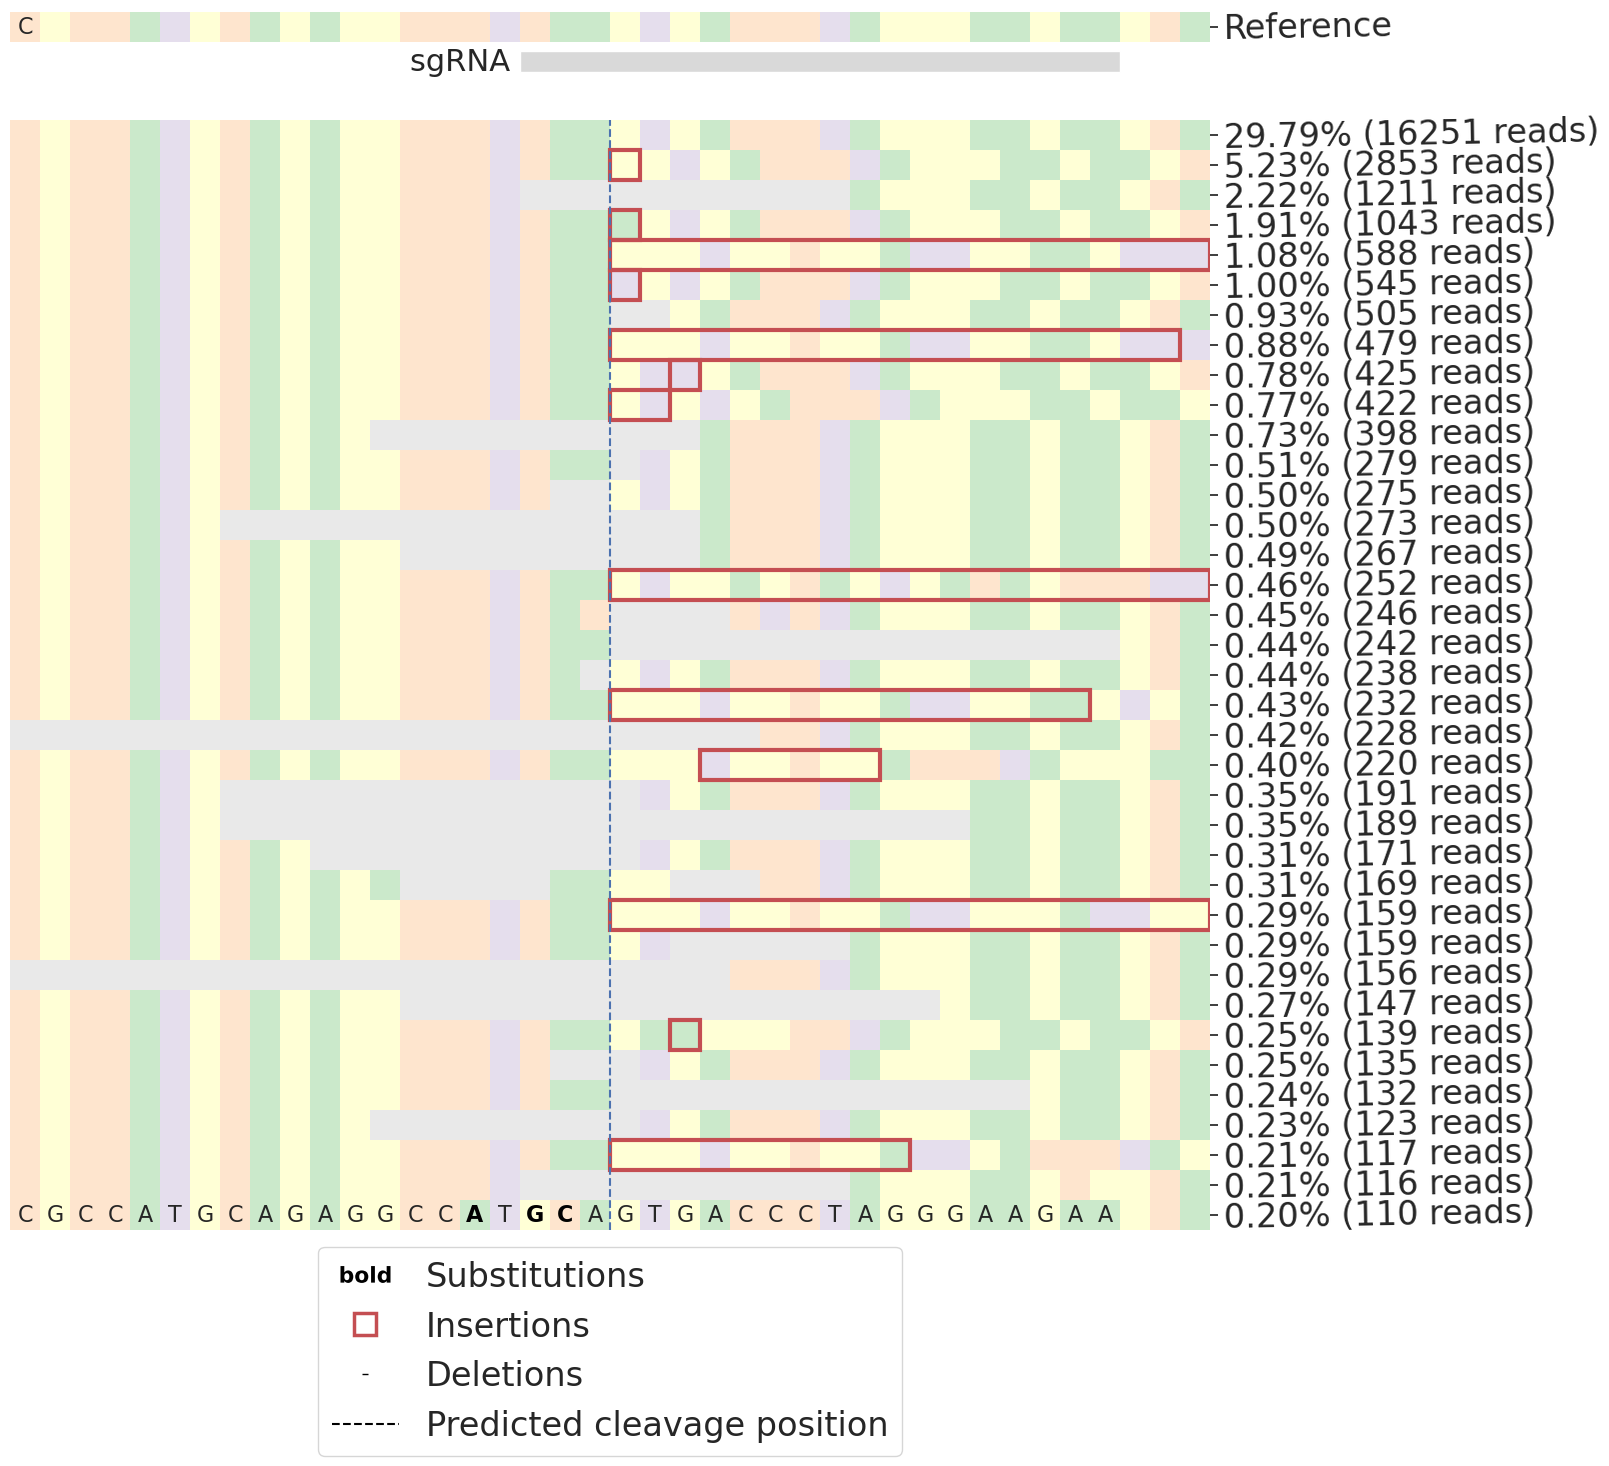 C Reference
sgRNA
29.79% (16251 reads)
5.23% (2853 reads)
2.22% (1211 reads)
1.91% (1043 reads)
1.08% (588 reads)
1.00% (545 reads)
0.93% (505 reads)
0.88% (479 reads)
0.78% (425 reads)
0.77% (422 reads)
0.73% (398 reads)
0.51% (279 reads)
0.50% (275 reads)
0.50% (273 reads)
0.49% (267 reads)
0.46% (252 reads)
0.45% (246 reads)
0.44% (242 reads)
0.44% (238 reads)
0.43% (232 reads)
0.42% (228 reads)
0.40% (220 reads)
0.35% (191 reads)
0.35% (189 reads)
0.31% (171 reads)
0.31% (169 reads)
0.29% (159 reads)
0.29% (159 reads)
0.29% (156 reads)
0.27% (147 reads)
0.25% (139 reads)
0.25% (135 reads)
0.24% (132 reads)
0.23% (123 reads)
0.21% (117 reads)
0.21% (116 reads)
C G C C A T G C A G A G G C C A T G C A G T G A C C C T A G G G A A G A A 0.20% (110 reads)
bold Substitutions
Insertions
- Deletions
Predicted cleavage position